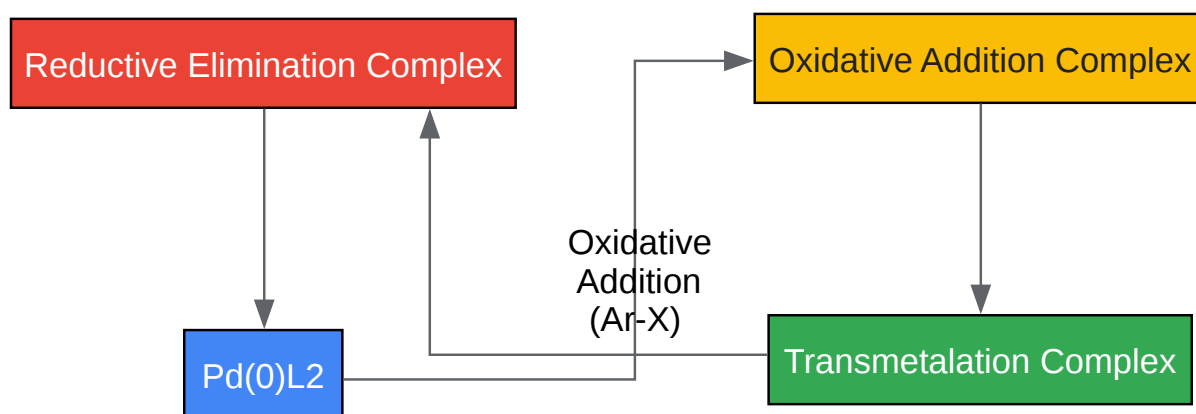 Reductive Elimination Complex
Oxidative Addition Complex
Oxidative
Addition
(Ar-X)
Pd(0)L2
Transmetalation Complex